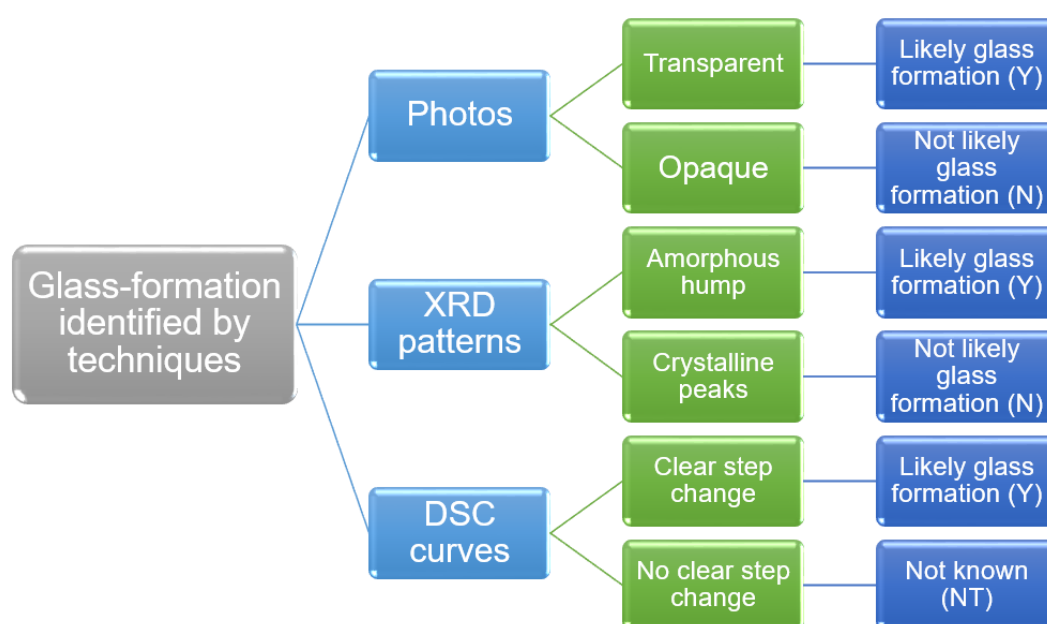 Glass-formation
identified by
techniques
Photos
Transparent
Likely glass
formation (Y)
Opaque
Not likely
glass
formation (N)
XRD
patterns
Amorphous
hump
Likely glass
formation (Y)
Crystalline
peaks
Not likely
glass
formation (N)
DSC
curves
Clear step
change
Likely glass
formation (Y)
No clear step
change
Not known
(NT)